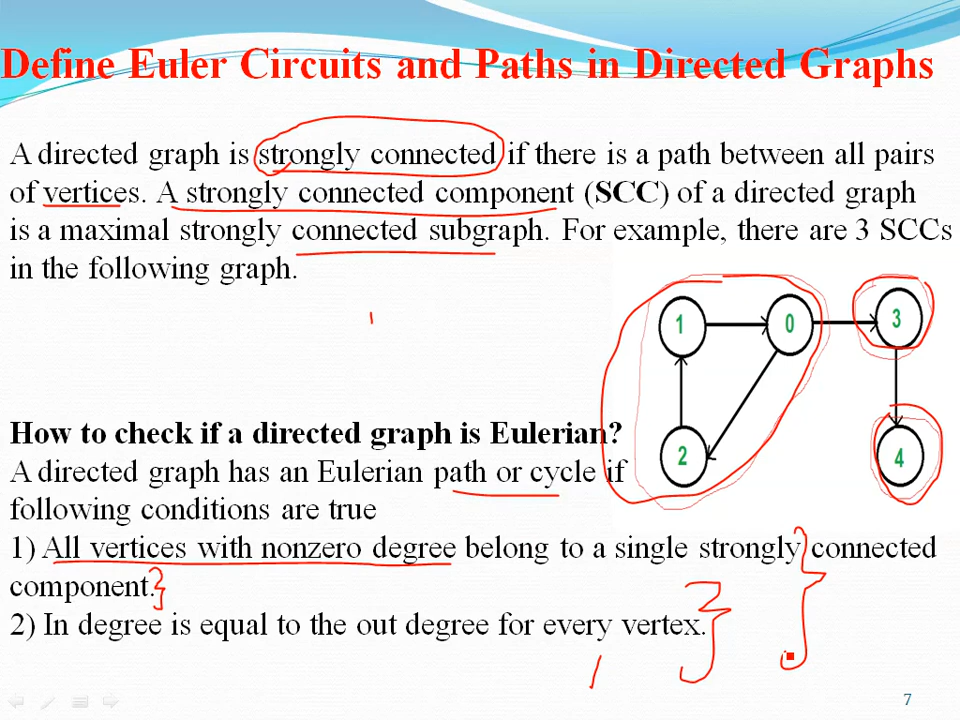 Define Euler Circuits and Paths in Directed Graphs
A directed graph is strongly connected if there is a path between all pairs
of vertices. A strongly connected component (SCC) of a directed graph
is a maximal strongly connected subgraph. For example, there are 3 SCCs
in the following graph.
1 0 3
2 4
How to check if a directed graph is Eulerian?
A directed graph has an Eulerian path or cycle if
following conditions are true
1) All vertices with nonzero degree belong to a single strongly connected
component.
2) In degree is equal to the out degree for every vertex.
7